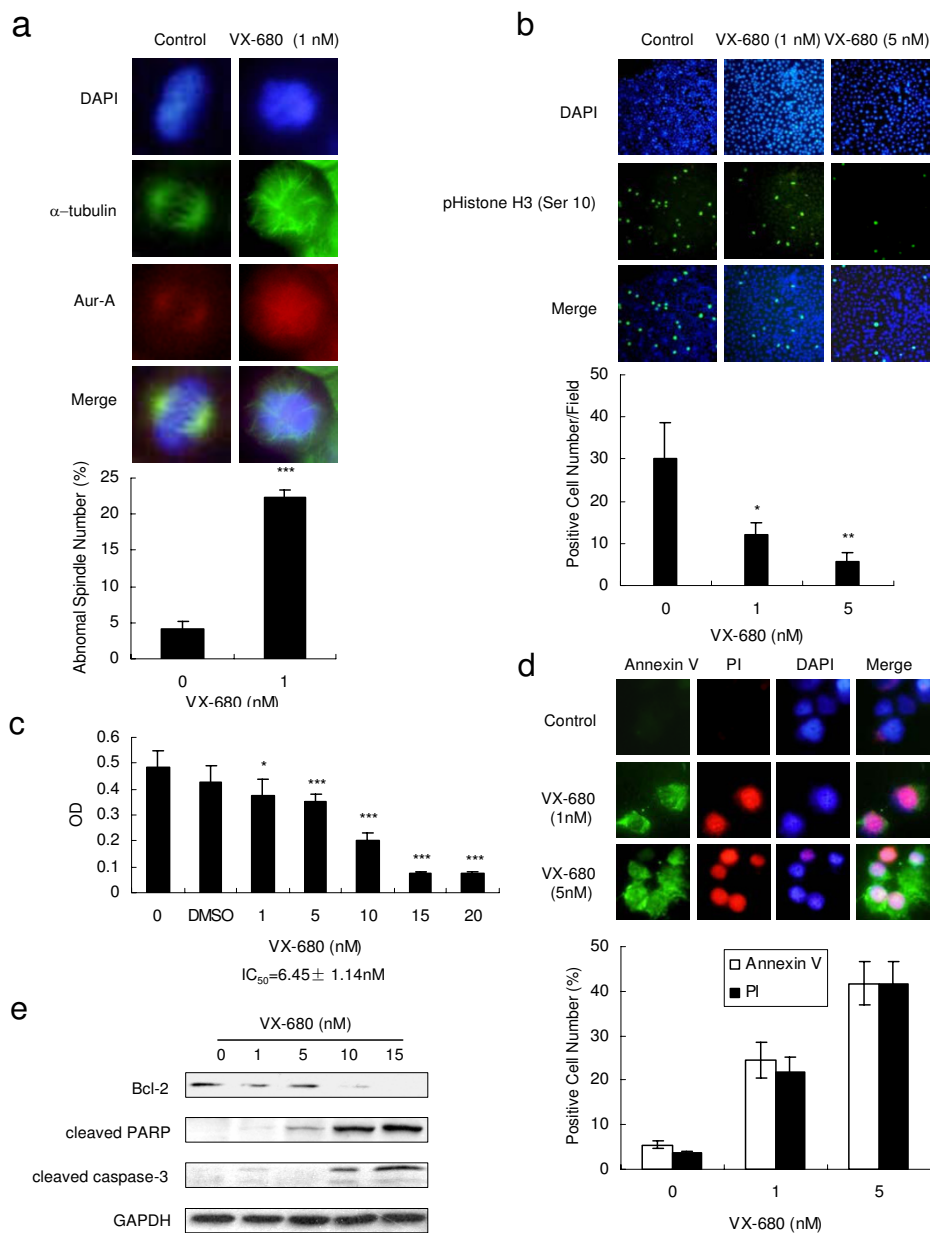 a
Control VX-680 (1 nM)
DAPI
α–tubulin
Aur-A
Merge
Abnomal Spindle Number (%)
25
20
15
10
5
0
***
0 1
VX-680 (nM)
b
Control VX-680 (1 nM) VX-680 (5 nM)
DAPI
pHistone H3 (Ser 10)
Merge
Positive Cell Number/Field
50
40
30
20
10
0
*
**
0 1 5
VX-680 (nM)
c
OD
0.6
0.5
0.4
0.3
0.2
0.1
0
*
***
***
***
***
0 DMSO 1 5 10 15 20
VX-680 (nM)
IC50=6.45± 1.14nM
d
Annexin V PI DAPI Merge
Control
VX-680
(1nM)
VX-680
(5nM)
Positive Cell Number (%)
50
40
30
20
10
0
Annexin V
PI
0 1 5
VX-680 (nM)
e
VX-680 (nM)
0 1 5 10 15
Bcl-2
cleaved PARP
cleaved caspase-3
GAPDH